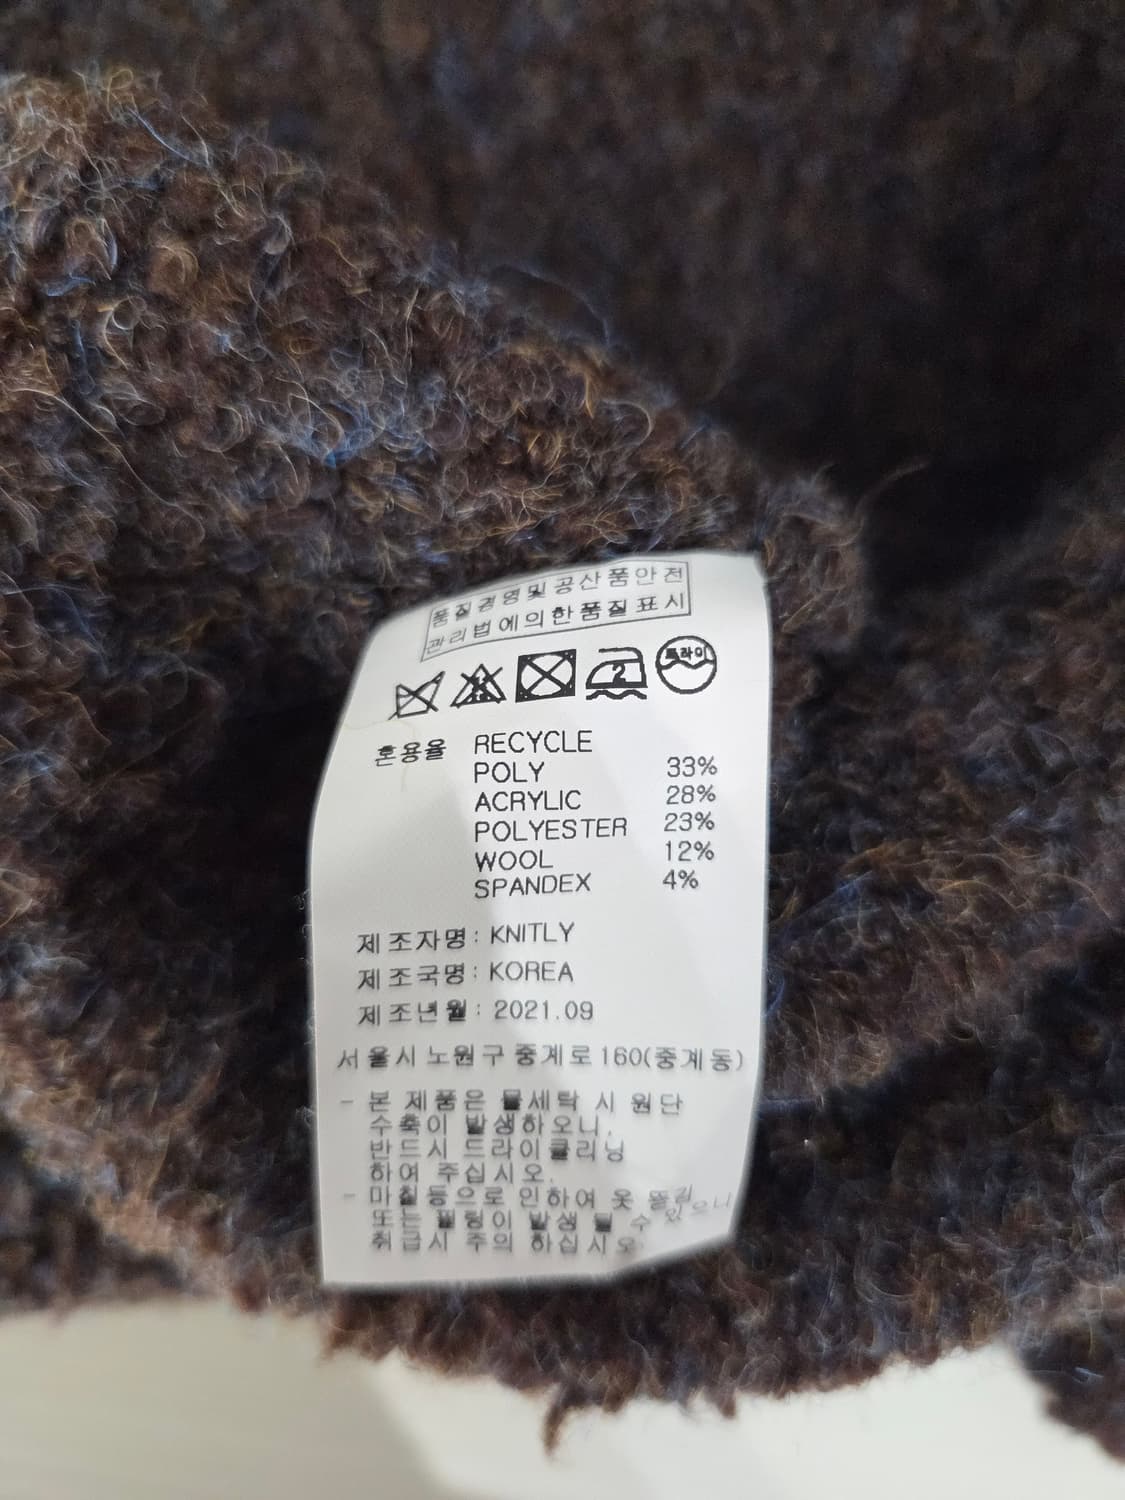 품질경영및공산품안전
관리법에의한품질표시
2 드라이
혼용율 RECYCLE
POLY 33%
ACRYLIC 28%
POLYESTER 23%
WOOL 12%
SPANDEX 4%
제조자명: KNITLY
제조국명: KOREA
제조년월: 2021.09
서울시 노원구 중계로 160(중계동)
- 본 제품은 물세탁 시 원단
수축이 발생하오니,
반드시 드라이클리닝
하여 주십시오.
- 마찰등으로 인하여 옷 뜯김
또는 필링이 발생 될 수 있으니
취급시 주의 하십시오